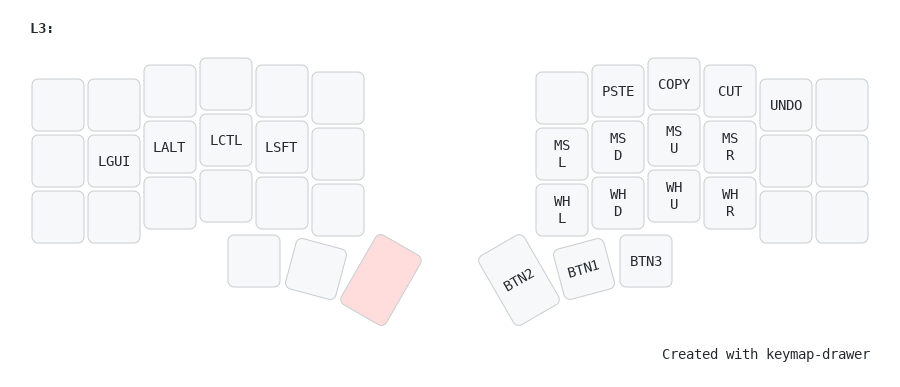 L3:
PSTE COPY CUT UNDO
LGUI LALT LCTL LSFT
MS L
MS D
MS U
MS R
WH L
WH D
WH U
WH R
BTN2 BTN1 BTN3
Created with keymap-drawer